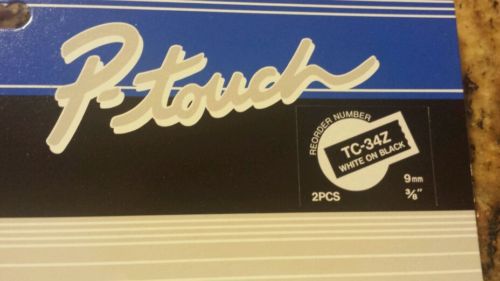 P-touch
REORDER NUMBER
TC-34Z
WHITE ON BLACK
2PCS
9mm
3/8"